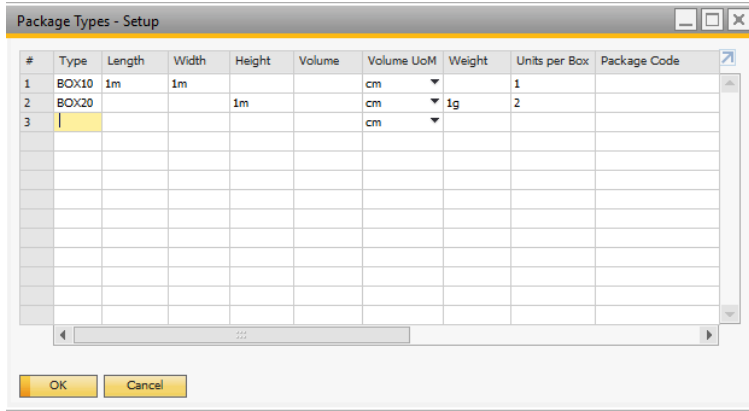 Package Types - Setup
# Type Length Width Height Volume Volume UoM Weight Units per Box Package Code
1 BOX10 1m 1m cm 1
2 BOX20 1m cm 1g 2
3 cm
OK Cancel